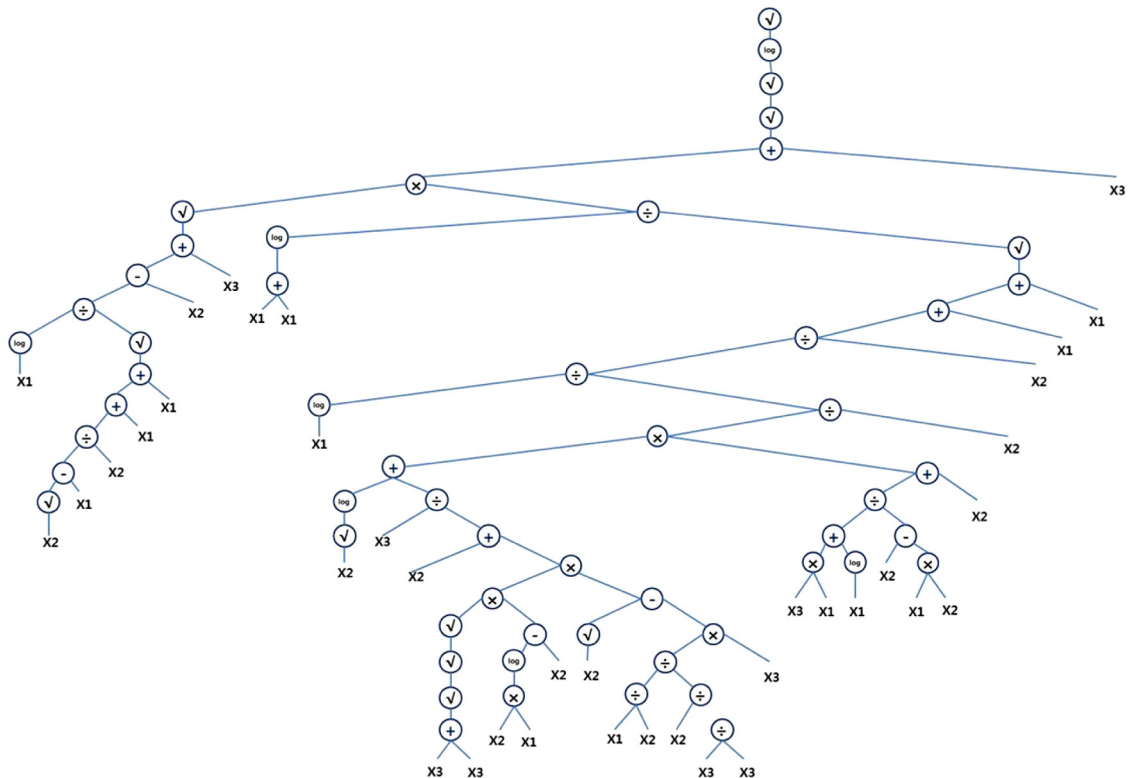 √
log
√
√
+
× X3
√ ÷
log √
+
- X3 + +
X2 X1 X1 + X1
÷ ÷ X1
log √ X2
X1 + ÷
+ X1 log ÷
X1 X1
÷ × X2
X2 + +
- log ÷ ÷ X2
√ X1 √ X3 + + -
X2 X2 X2 × × log X2 ×
× - X3 X1 X1 X1 X2
√ - √ ×
√ log X2 X2 ÷ X3
√ × ÷ ÷
+ X2 X1 X1 X2 X2 ÷
X3 X3 X3 X3